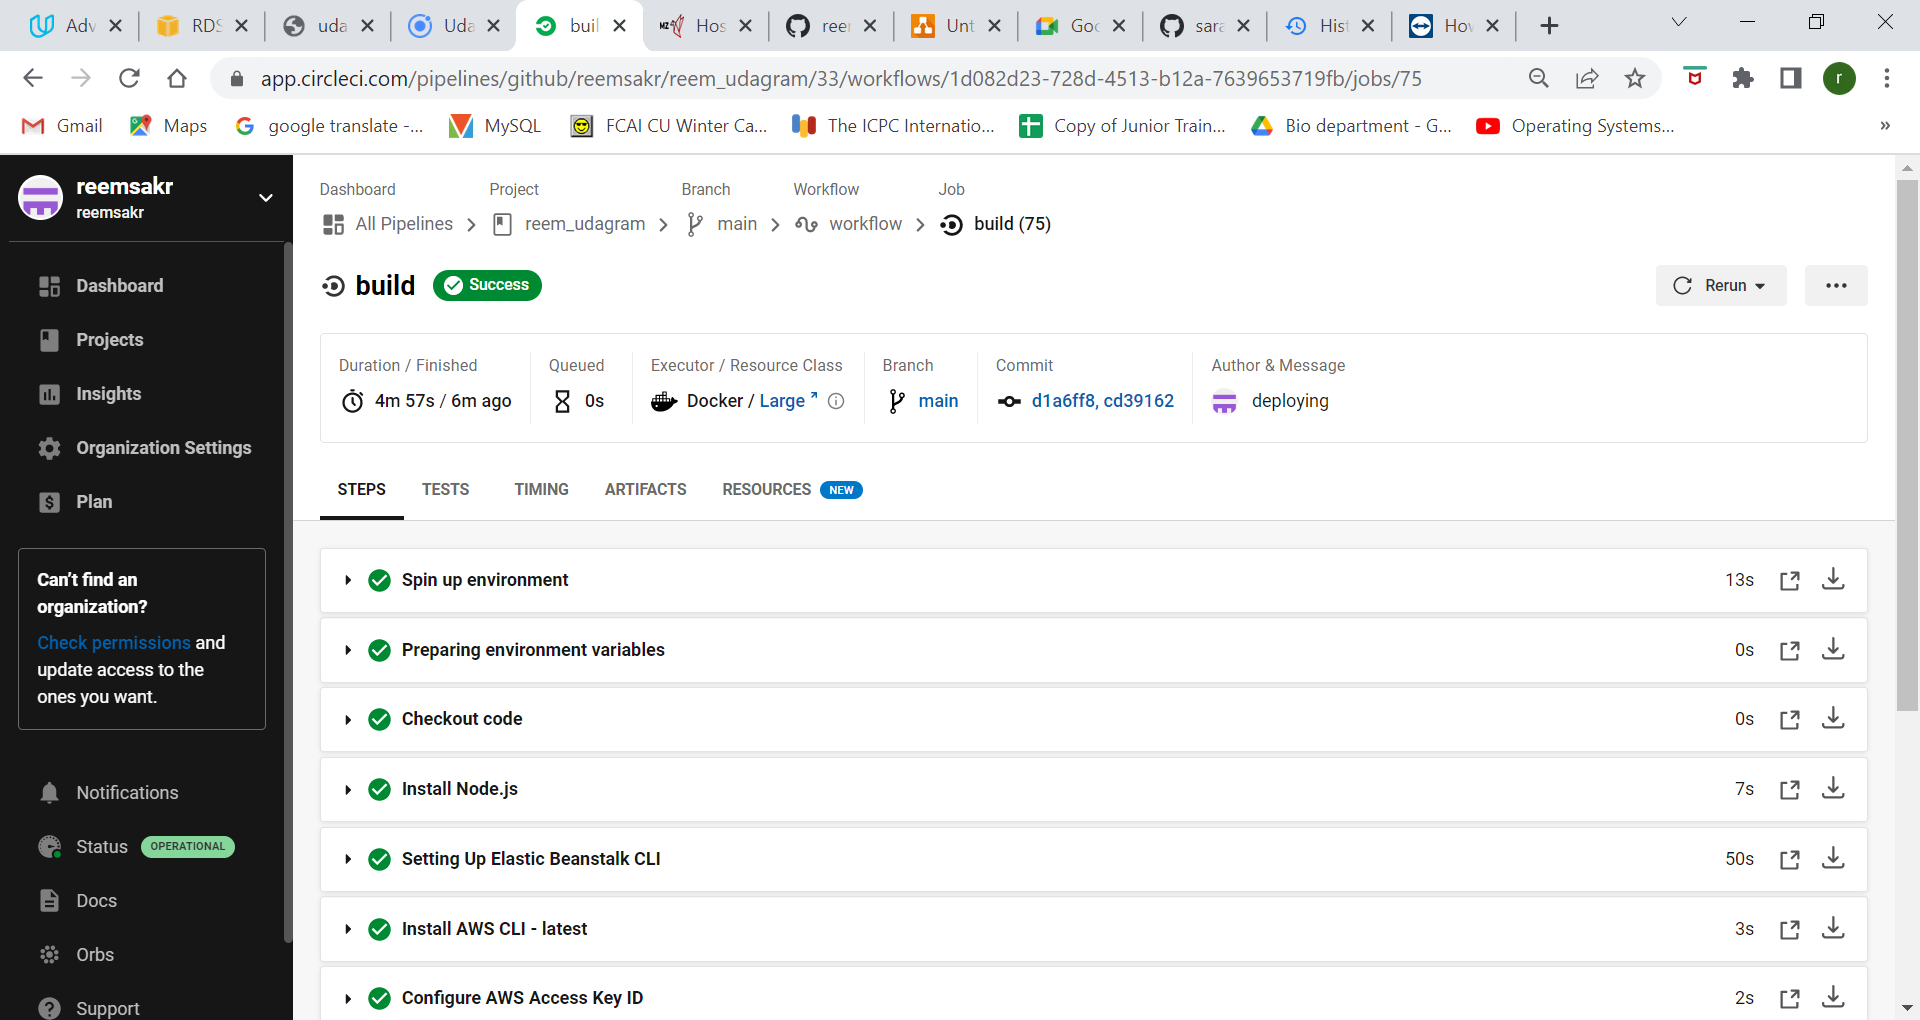 Adv RDS uda Uda buil Hos reer Unt Goo sara Hist How
app.circleci.com/pipelines/github/reemsakr/reem_udagram/33/workflows/1d082d23-728d-4513-b12a-7639653719fb/jobs/75 r
Gmail Maps google translate -... MySQL FCAI CU Winter Ca... The ICPC Internatio... Copy of Junior Train... Bio department - G... Operating Systems... »
reemsakr
reemsakr
Dashboard
Projects
Insights
Organization Settings
Plan
Can't find an
organization?
Check permissions and
update access to the
ones you want.
Notifications
Status OPERATIONAL
Docs
Orbs
Support
Dashboard Project Branch Workflow Job
All Pipelines reem_udagram main workflow build (75)
build Success Rerun
Duration / Finished Queued Executor / Resource Class Branch Commit Author & Message
4m 57s / 6m ago 0s Docker / Large main d1a6ff8, cd39162 deploying
STEPS TESTS TIMING ARTIFACTS RESOURCES NEW
Spin up environment 13s
Preparing environment variables 0s
Checkout code 0s
Install Node.js 7s
Setting Up Elastic Beanstalk CLI 50s
Install AWS CLI - latest 3s
Configure AWS Access Key ID 2s